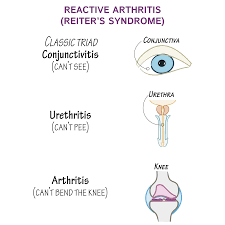 REACTIVE ARTHRITIS
(REITER'S SYNDROME)
CLASSIC TRIAD
Conjunctivitis
(CAN'T SEE)
CONJUNCTIVA
Urethritis
(CAN'T PEE)
URETHRA
Arthritis
(CAN'T BEND THE KNEE)
KNEE